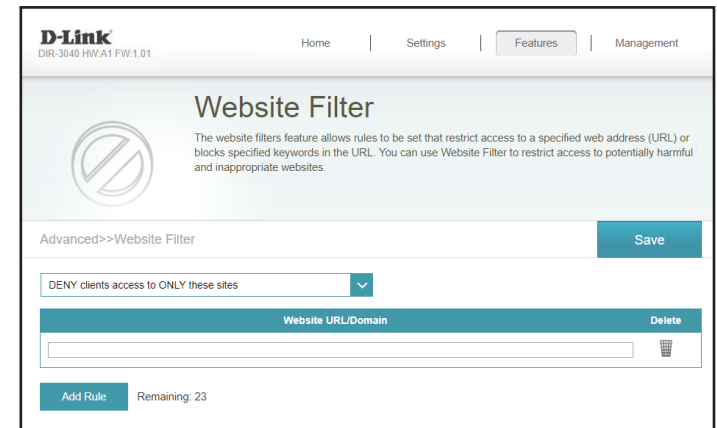 D-Link
DIR-3040 HW:A1 FW:1.01
Home Settings Features Management
Website Filter
The website filters feature allows rules to be set that restrict access to a specified web address (URL) or
blocks specified keywords in the URL. You can use Website Filter to restrict access to potentially harmful
and inappropriate websites.
Advanced>>Website Filter
Save
DENY clients access to ONLY these sites
Website URL/Domain Delete
Add Rule Remaining: 23